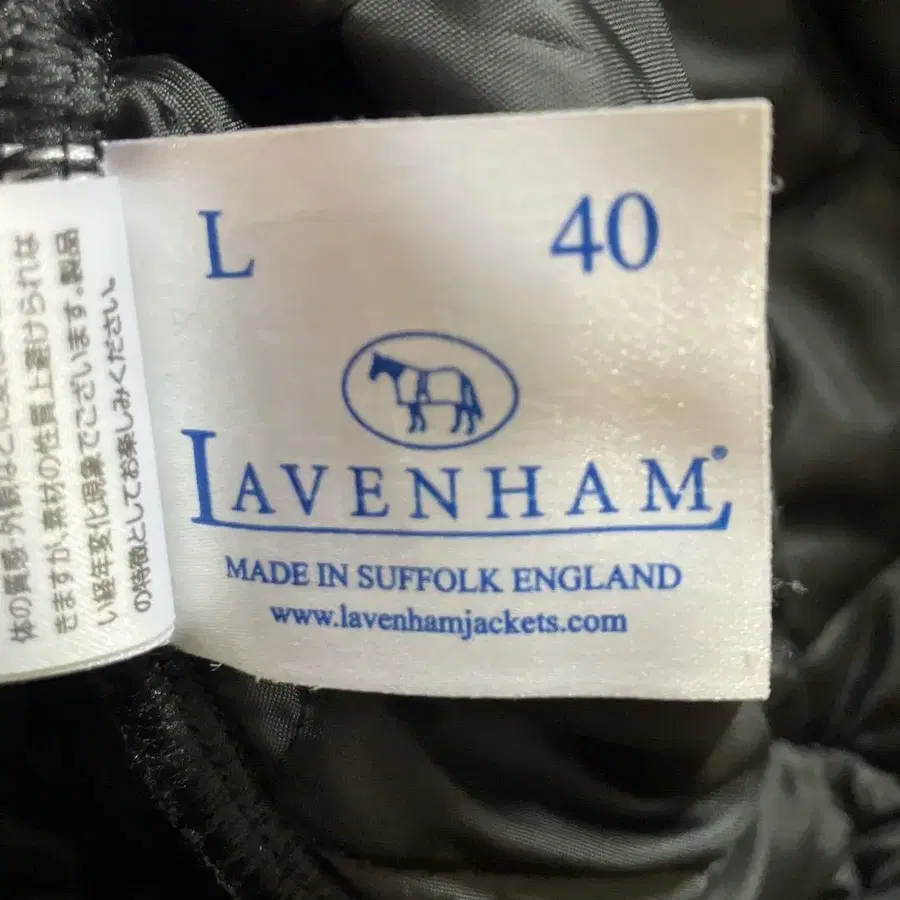 L 40
LAVENHAM®
MADE IN SUFFOLK ENGLAND
www.lavenhamjackets.com
体の質感・外観などに変
きますが、素材の性質上避けられな
い経年変化現象でございます。製品
の特徴としてお楽しみください。